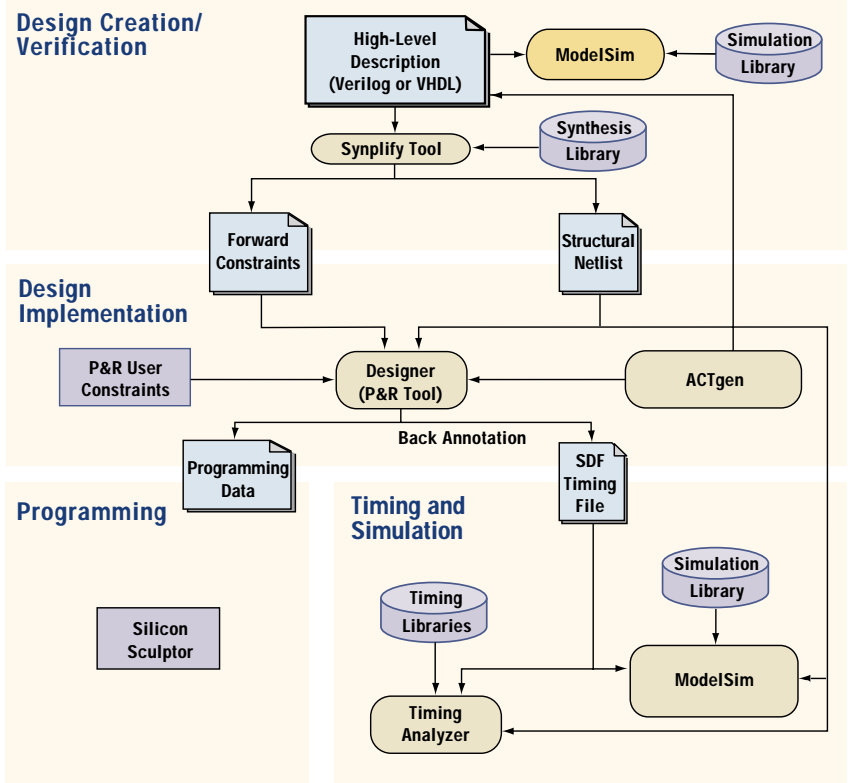 Design Creation/
Verification
High-Level
Description
(Verilog or VHDL)
ModelSim
Simulation
Library
Synplify Tool
Synthesis
Library
Forward
Constraints
Structural
Netlist
Design
Implementation
P&R User
Constraints
Designer
(P&R Tool)
ACTgen
Back Annotation
Programming
Data
SDF
Timing
File
Programming
Silicon
Sculptor
Timing and
Simulation
Timing
Libraries
Simulation
Library
ModelSim
Timing
Analyzer